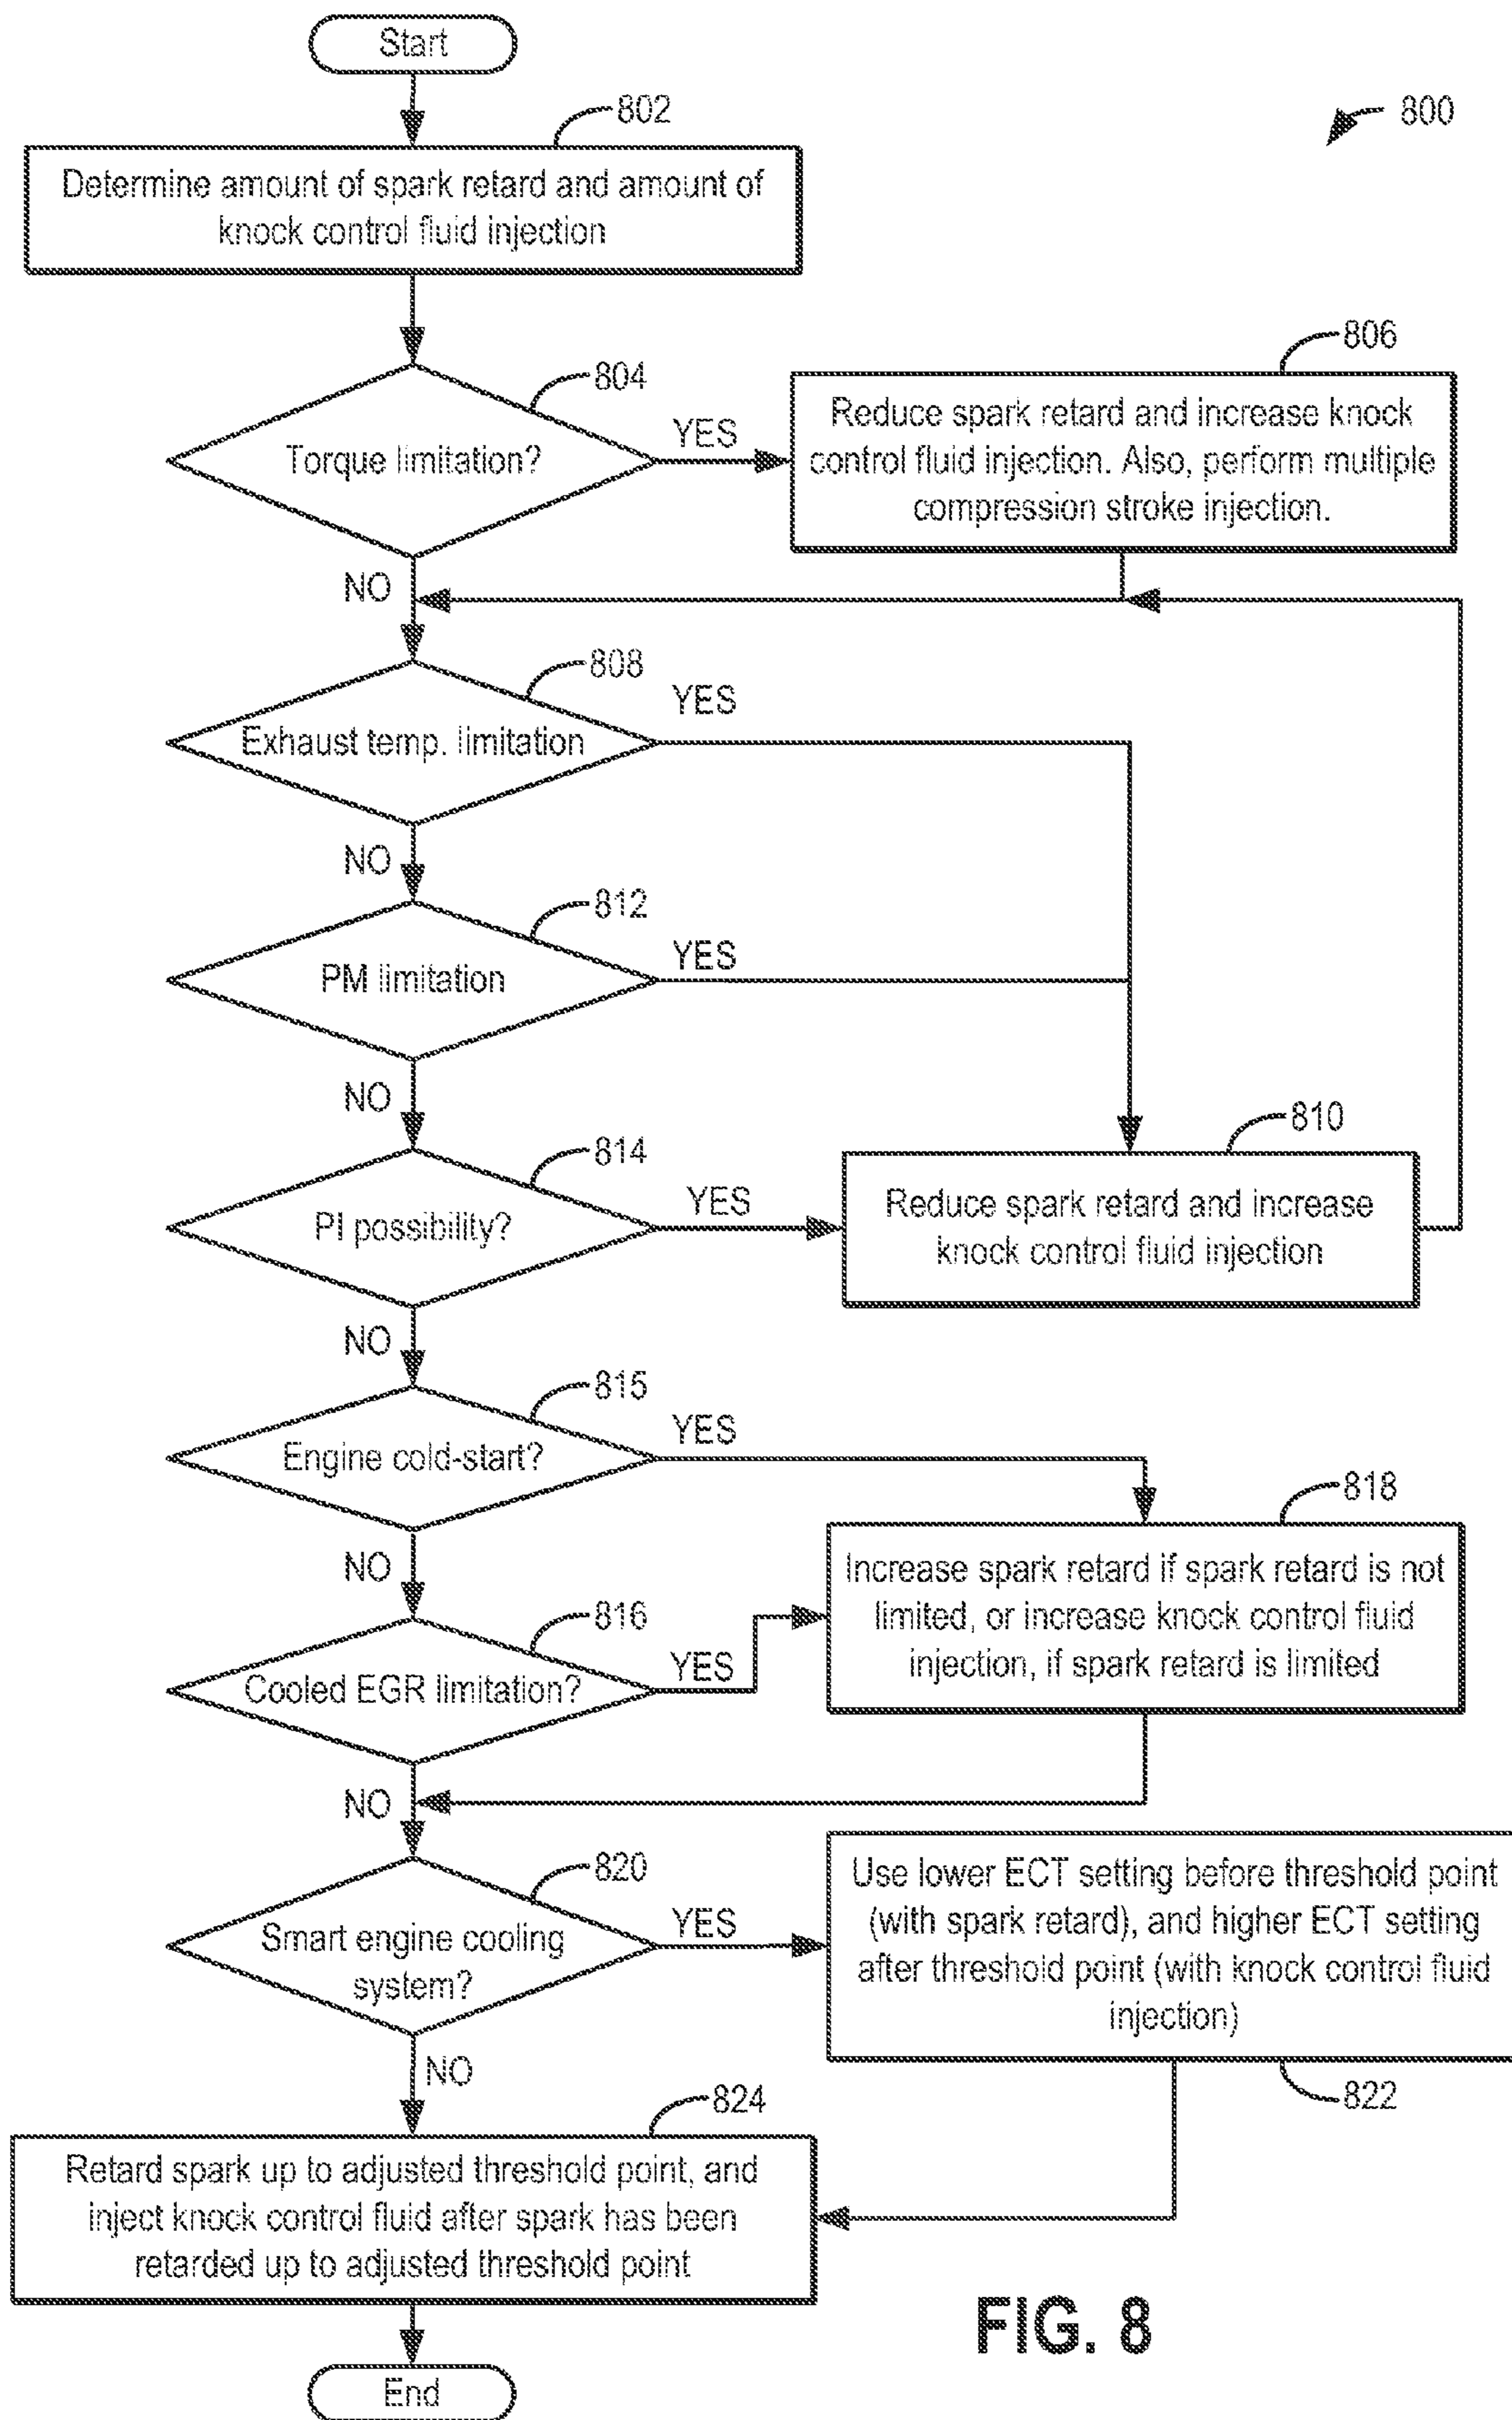 Start
800
802
Determine amount of spark retard and amount of
knock control fluid injection
804
Torque limitation?
YES
NO
806
Reduce spark retard and increase knock
control fluid injection. Also, perform multiple
compression stroke injection.
808
Exhaust temp. limitation
YES
NO
812
PM limitation
YES
NO
814
PI possibility?
YES
NO
810
Reduce spark retard and increase
knock control fluid injection
815
Engine cold-start?
YES
NO
816
Cooled EGR limitation?
YES
NO
818
Increase spark retard if spark retard is not
limited, or increase knock control fluid
injection, if spark retard is limited
820
Smart engine cooling
system?
YES
NO
Use lower ECT setting before threshold point
(with spark retard), and higher ECT setting
after threshold point (with knock control fluid
injection)
822
824
Retard spark up to adjusted threshold point, and
inject knock control fluid after spark has been
retarded up to adjusted threshold point
End
FIG. 8